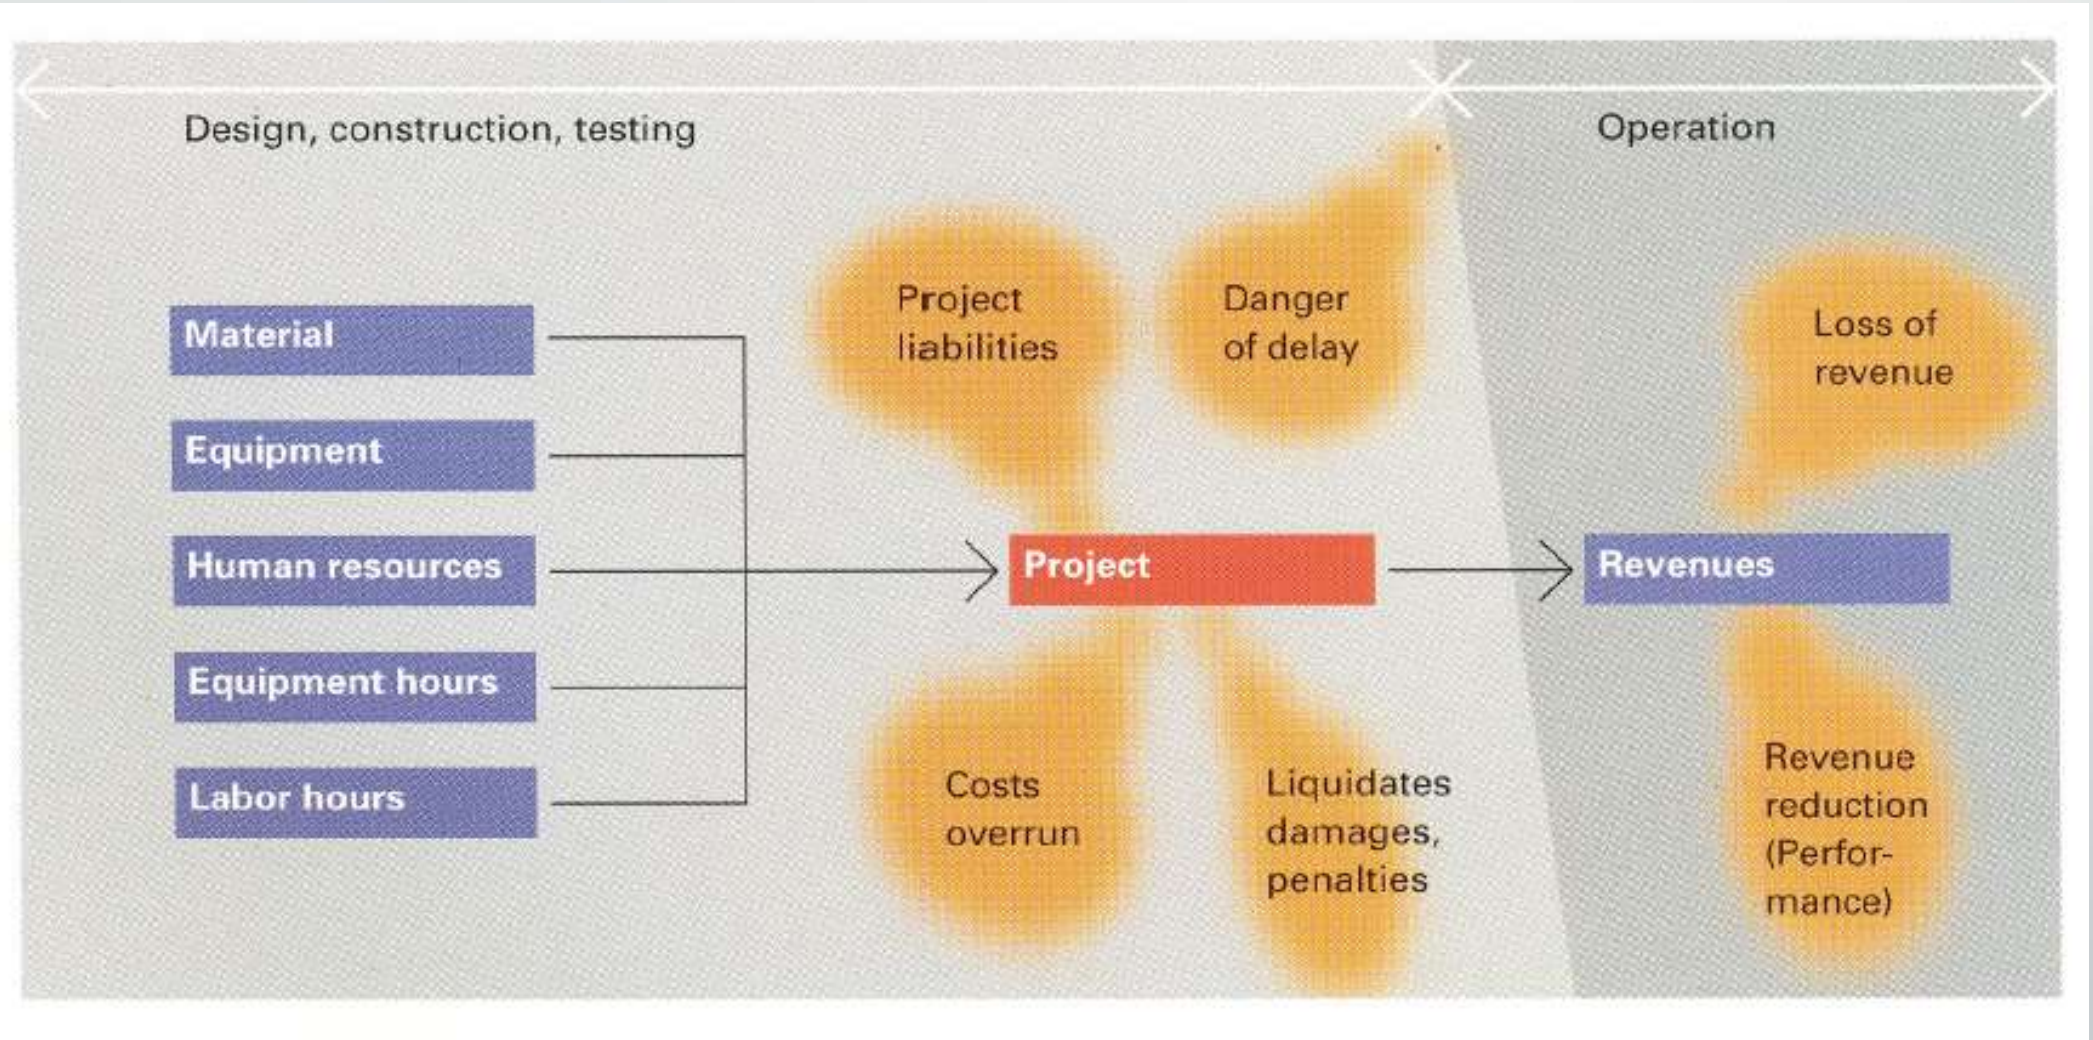 Design, construction, testing
Operation
Material
Equipment
Human resources
Equipment hours
Labor hours
Project
liabilities
Danger
of delay
Project
Costs
overrun
Liquidates
damages,
penalties
Loss of
revenue
Revenues
Revenue
reduction
(Perfor-
mance)